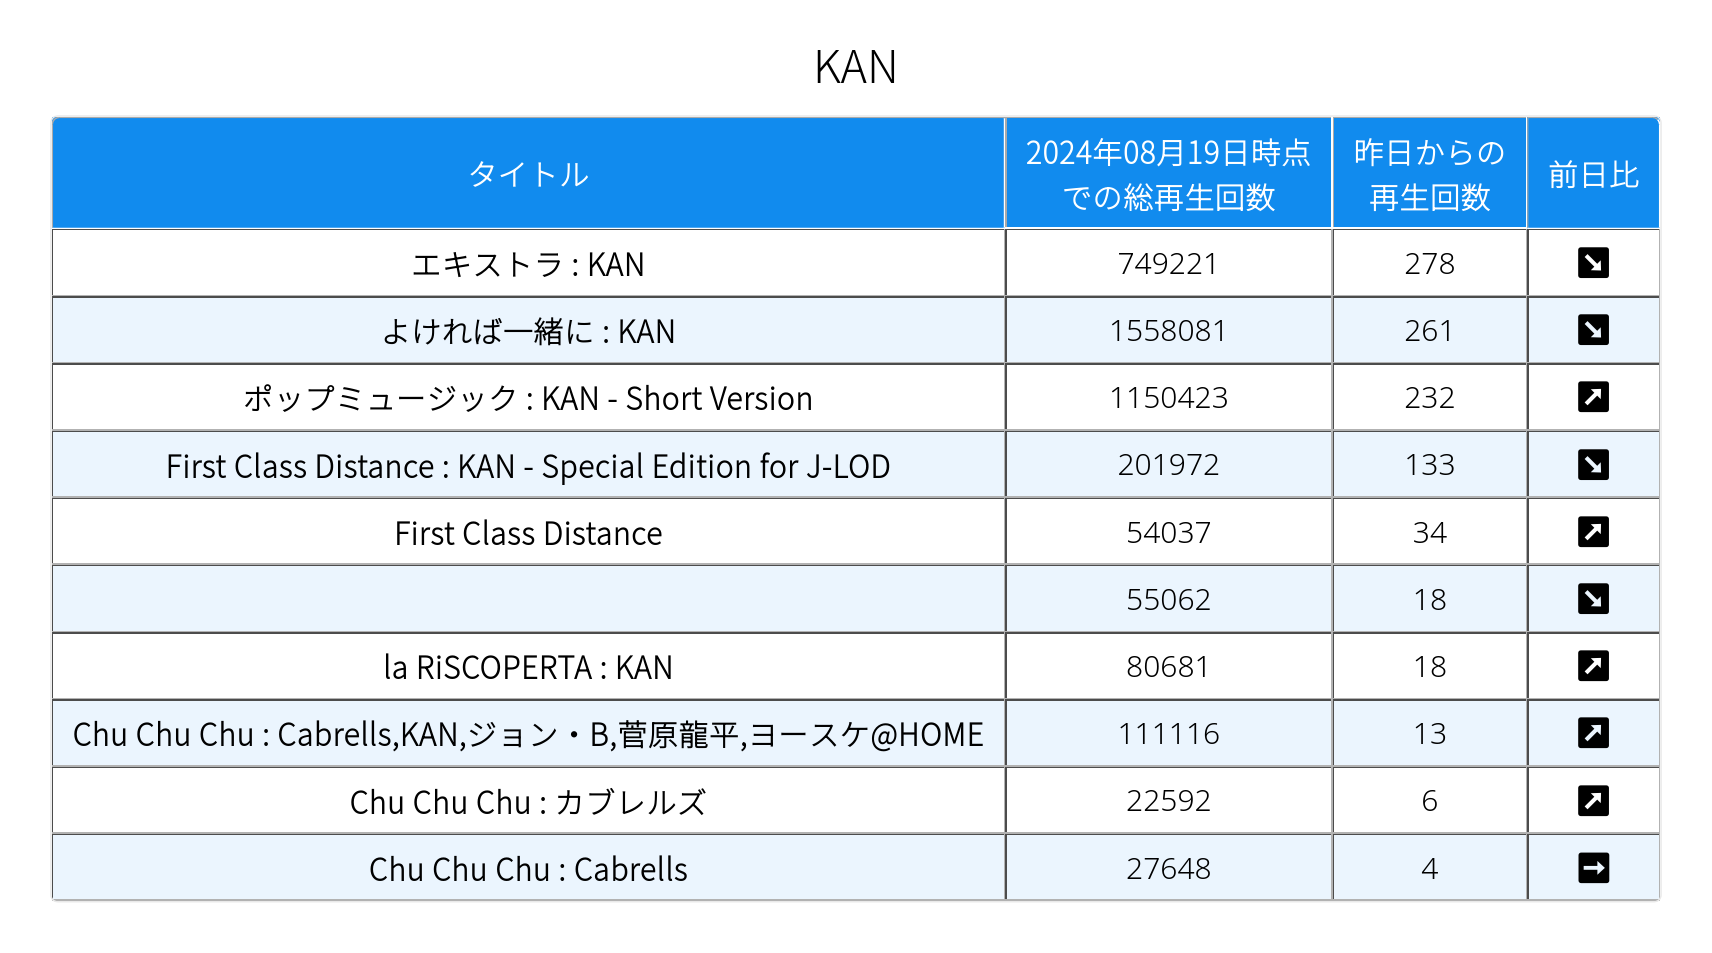 KAN
タイトル 2024年08月19日時点 昨日からの 前日比
での総再生回数 再生回数
エキストラ : KAN 749221 278
よければ一緒に : KAN 1558081 261
ポップミュージック : KAN - Short Version 1150423 232
First Class Distance : KAN - Special Edition for J-LOD 201972 133
First Class Distance 54037 34
55062 18
la RiSCOPERTA : KAN 80681 18
Chu Chu Chu : Cabrells,KAN,ジョン・B,菅原龍平,ヨースケ@HOME 111116 13
Chu Chu Chu : カブレルズ 22592 6
Chu Chu Chu : Cabrells 27648 4